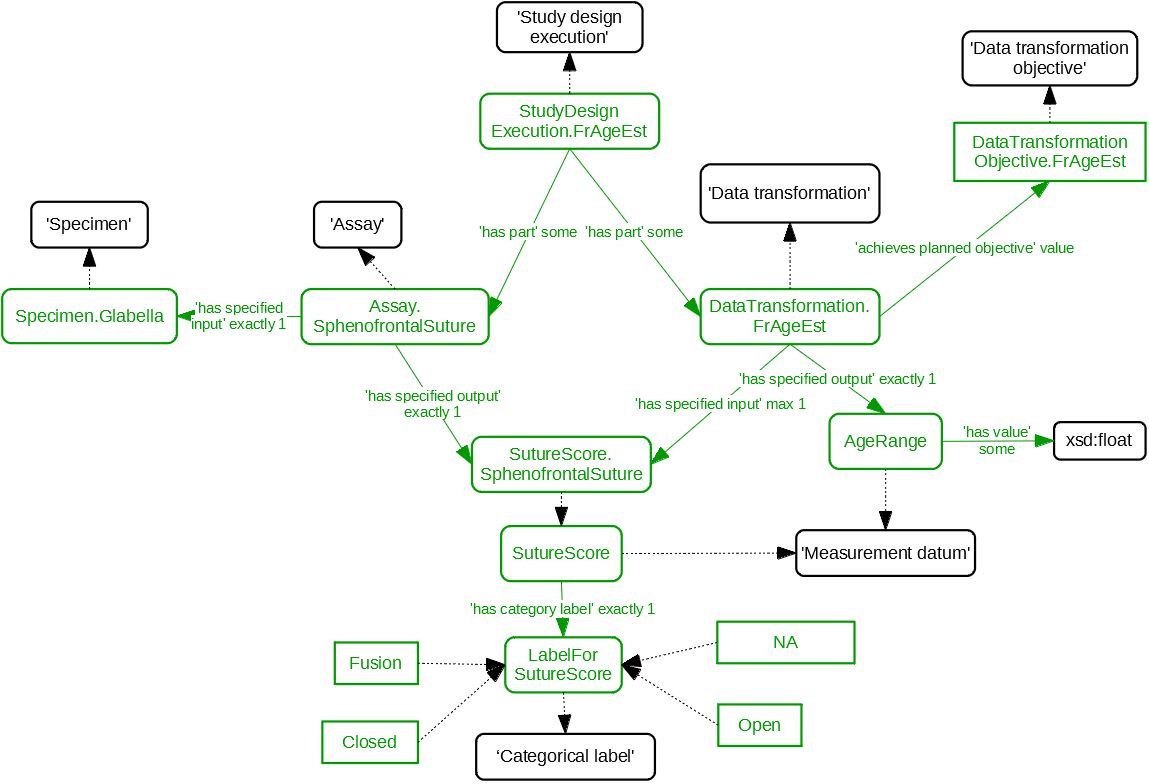 'Study design
execution'
'Data transformation
objective'
StudyDesign
Execution.FrAgeEst
DataTransformation
Objective.FrAgeEst
'Data transformation'
'Specimen'
'Assay'
'has part' some
'has part' some
'achieves planned objective' value
Specimen.Glabella
'has specified
input' exactly 1
Assay.
SphenofrontalSuture
DataTransformation.
FrAgeEst
'has specified output'
exactly 1
'has specified output' exactly 1
'has specified input' max 1
AgeRange
'has value'
some
xsd:float
SutureScore.
SphenofrontalSuture
SutureScore
'Measurement datum'
'has category label' exactly 1
Fusion
LabelFor
SutureScore
NA
Closed
Open
‘Categorical label'